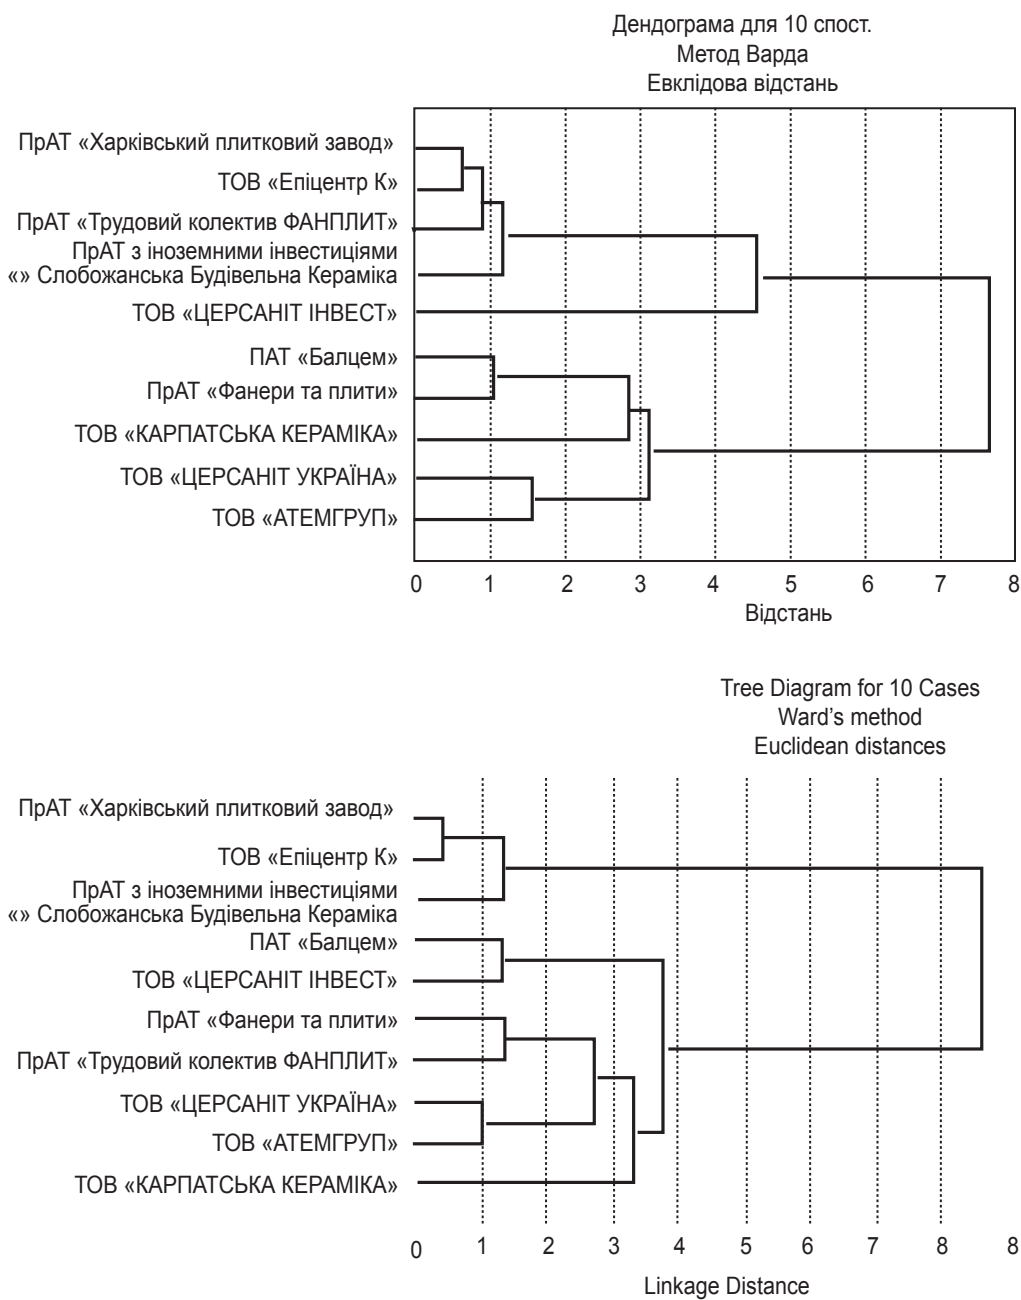 Дендограма для 10 спост.
Метод Варда
Евклідова відстань
ПрАТ «Харківський плитковий завод»
ТОВ «Епіцентр К»
ПрАТ «Трудовий колектив ФАНПЛИТ»
ПрАТ з іноземними інвестиціями
«» Слобожанська Будівельна Кераміка
ТОВ «ЦЕРСАНІТ ІНВЕСТ»
ПАТ «Балцем»
ПрАТ «Фанери та плити»
ТОВ «КАРПАТСЬКА КЕРАМІКА»
ТОВ «ЦЕРСАНІТ УКРАЇНА»
ТОВ «АТЕМГРУП»
0 1 2 3 4 5 6 7 8
Відстань
Tree Diagram for 10 Cases
Ward’s method
Euclidean distances
ПрАТ «Харківський плитковий завод»
ТОВ «Епіцентр К»
ПрАТ з іноземними інвестиціями
«» Слобожанська Будівельна Кераміка
ПАТ «Балцем»
ТОВ «ЦЕРСАНІТ ІНВЕСТ»
ПрАТ «Фанери та плити»
ПрАТ «Трудовий колектив ФАНПЛИТ»
ТОВ «ЦЕРСАНІТ УКРАЇНА»
ТОВ «АТЕМГРУП»
ТОВ «КАРПАТСЬКА КЕРАМІКА»
0 1 2 3 4 5 6 7 8 8
Linkage Distance